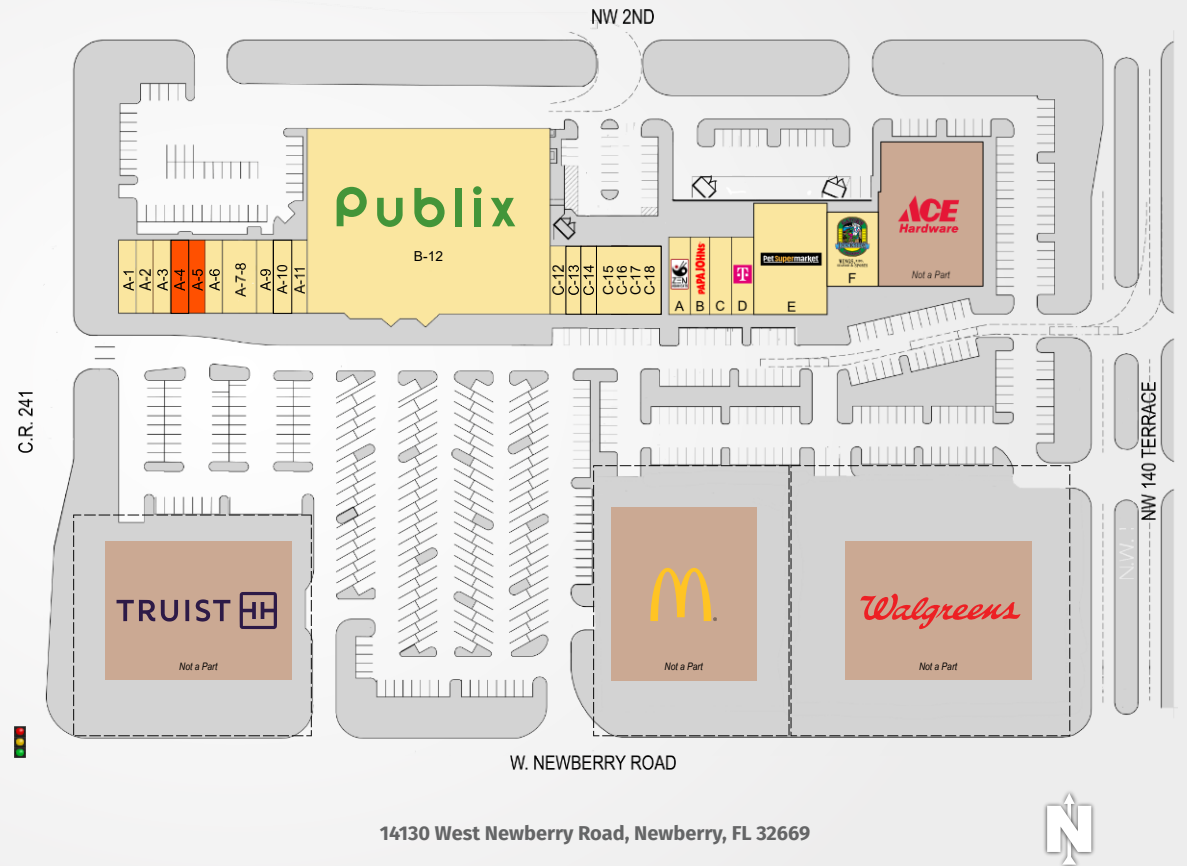 NW 2ND
Publix
B-12
A-1
A-2
A-3
A-4
A-5
A-6
A-7-8
A-9
A-10
A-11
C-12
C-13
C-14
C-15
C-16
C-17
C-18
ZEN
A
PAPA JOHNS
B
C
T
D
Pet Supermarket
E
F
ACE
Hardware
Not a Part
C.R. 241
NW 140 TERRACE
N.W. 1
TRUIST
Not a Part
M
Not a Part
Walgreens
Not a Part
W. NEWBERRY ROAD
14130 West Newberry Road, Newberry, FL 32669
N